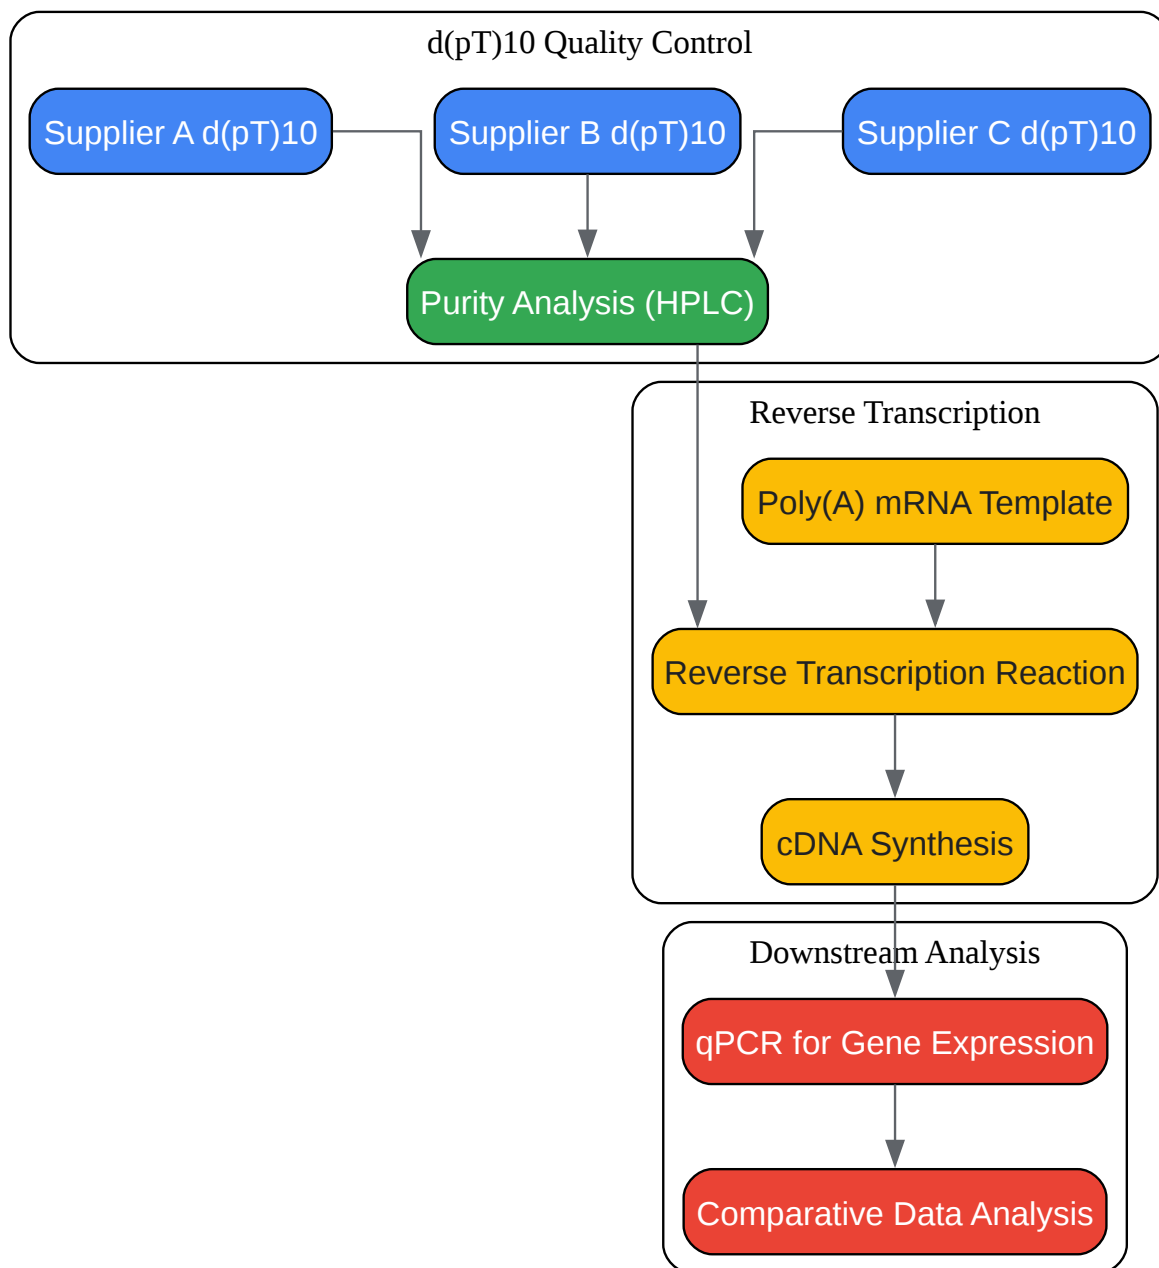 d(pT)10 Quality Control
Supplier A d(pT)10
Supplier B d(pT)10
Supplier C d(pT)10
Purity Analysis (HPLC)
Reverse Transcription
Poly(A) mRNA Template
Reverse Transcription Reaction
cDNA Synthesis
Downstream Analysis
qPCR for Gene Expression
Comparative Data Analysis